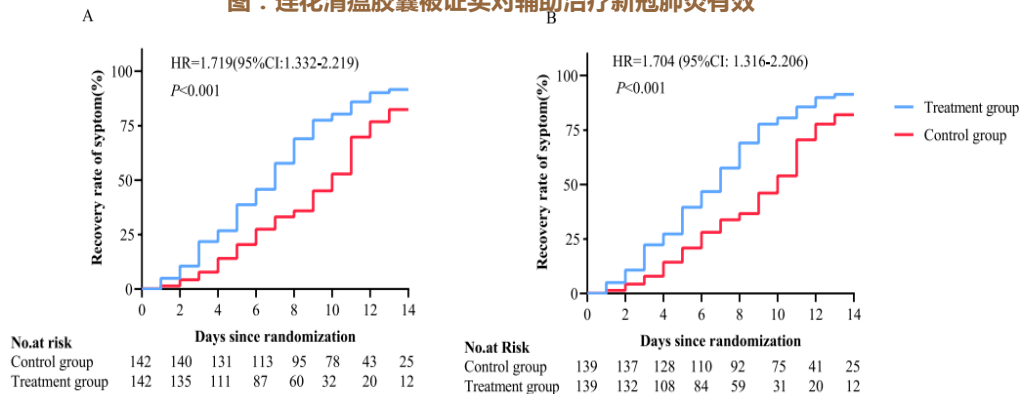 图：连花清瘟胶囊被证实对辅助治疗新冠肺炎有效
A
HR=1.719(95%CI:1.332-2.219)
P<0.001
Recovery rate of syptom(%)
100
75
50
25
0
0 2 4 6 8 10 12 14
Days since randomization
No.at risk
Control group 142 140 131 113 95 78 43 25
Treatment group 142 135 111 87 60 32 20 12
B
HR=1.704 (95%CI: 1.316-2.206)
P<0.001
Recovery rate of syptom(%)
100
75
50
25
0
0 2 4 6 8 10 12 14
Days since randomization
No.at Risk
Control group 139 137 128 110 92 75 41 25
Treatment group 139 132 108 84 59 31 20 12
Treatment group
Control group